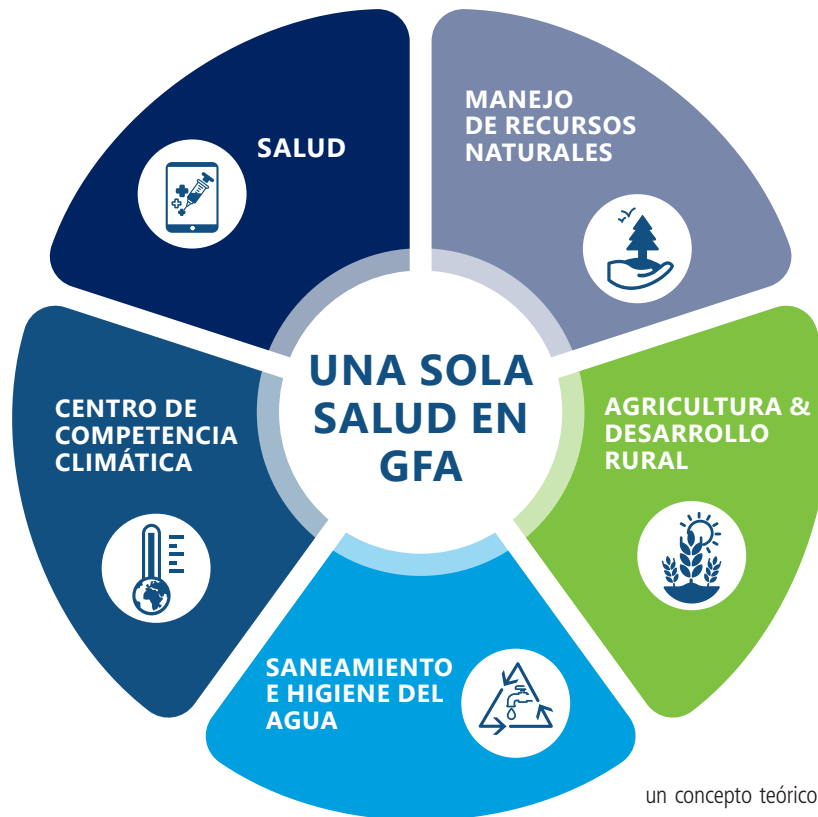 SALUD
MANEJO
DE RECURSOS
NATURALES
UNA SOLA
SALUD EN
GFA
CENTRO DE
COMPETENCIA
CLIMÁTICA
AGRICULTURA &
DESARROLLO
RURAL
SANEAMIENTO
E HIGIENE DEL
AGUA
un concepto teórico